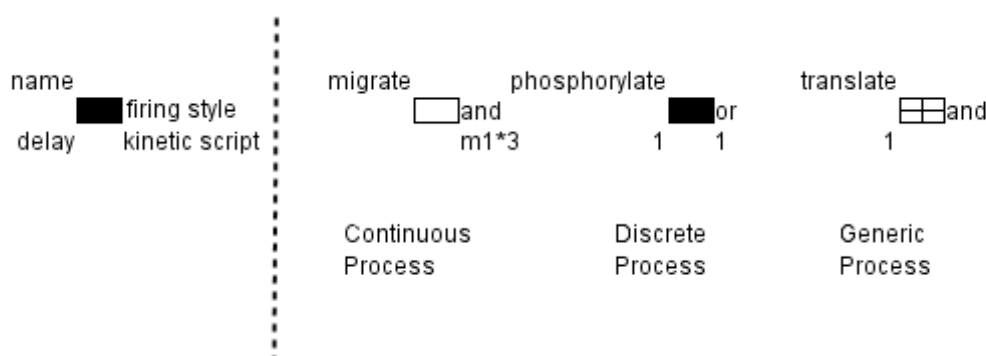 name
firing style
delay kinetic script
migrate
and
m1*3
phosphorylate
or
1 1
translate
and
1
Continuous
Process
Discrete
Process
Generic
Process